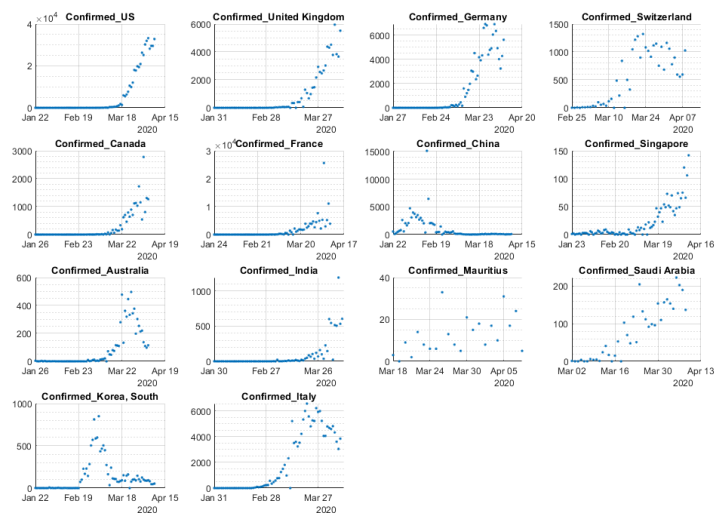 ×10⁴ Confirmed_US
4
2
0
Jan 22 Feb 19 Mar 18 Apr 15
2020
Confirmed_United Kingdom
6000
4000
2000
0
Jan 31 Feb 28 Mar 27
2020
Confirmed_Germany
6000
4000
2000
0
Jan 27 Feb 24 Mar 23 Apr 20
2020
Confirmed_Switzerland
1500
1000
500
0
Feb 25 Mar 10 Mar 24 Apr 07
2020
Confirmed_Canada
3000
2000
1000
0
Jan 26 Feb 23 Mar 22 Apr 19
2020
×10⁴ Confirmed_France
3
2
1
0
Jan 24 Feb 21 Mar 20 Apr 17
2020
Confirmed_China
15000
10000
5000
0
Jan 22 Feb 19 Mar 18 Apr 15
2020
Confirmed_Singapore
150
100
50
0
Jan 23 Feb 20 Mar 19 Apr 16
2020
Confirmed_Australia
600
400
200
0
Jan 26 Feb 23 Mar 22 Apr 19
2020
Confirmed_India
1000
500
0
Jan 30 Feb 27 Mar 26
2020
Confirmed_Mauritius
40
20
0
Mar 18 Mar 24 Mar 30 Apr 05
2020
Confirmed_Saudi Arabia
200
100
0
Mar 02 Mar 16 Mar 30 Apr 13
2020
Confirmed_Korea, South
1000
500
0
Jan 22 Feb 19 Mar 18 Apr 15
2020
Confirmed_Italy
6000
4000
2000
0
Jan 31 Feb 28 Mar 27
2020